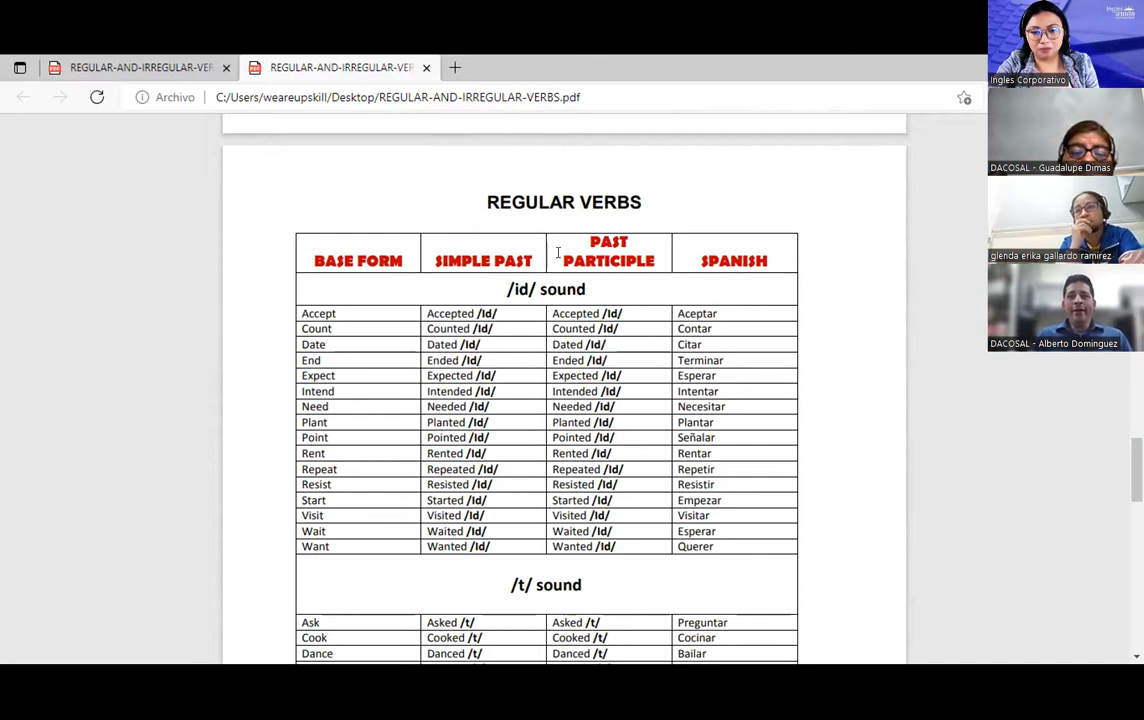 REGULAR-AND-IRREGULAR-VER
REGULAR-AND-IRREGULAR-VER
Archivo C:/Users/weareupskill/Desktop/REGULAR-AND-IRREGULAR-VERBS.pdf
REGULAR VERBS
BASE FORM SIMPLE PAST PAST PARTICIPLE SPANISH
/id/ sound
Accept Accepted /Id/ Accepted /Id/ Aceptar
Count Counted /Id/ Counted /Id/ Contar
Date Dated /Id/ Dated /Id/ Citar
End Ended /Id/ Ended /Id/ Terminar
Expect Expected /Id/ Expected /Id/ Esperar
Intend Intended /Id/ Intended /Id/ Intentar
Need Needed /Id/ Needed /Id/ Necesitar
Plant Planted /Id/ Planted /Id/ Plantar
Point Pointed /Id/ Pointed /Id/ Señalar
Rent Rented /Id/ Rented /Id/ Rentar
Repeat Repeated /Id/ Repeated /Id/ Repetir
Resist Resisted /Id/ Resisted /Id/ Resistir
Start Started /Id/ Started /Id/ Empezar
Visit Visited /Id/ Visited /Id/ Visitar
Wait Waited /Id/ Waited /Id/ Esperar
Want Wanted /Id/ Wanted /Id/ Querer
/t/ sound
Ask Asked /t/ Asked /t/ Preguntar
Cook Cooked /t/ Cooked /t/ Cocinar
Dance Danced /t/ Danced /t/ Bailar
Ingles Corporativo
DACOSAL - Guadalupe Dimas
glenda erika gallardo ramirez
DACOSAL - Alberto Dominguez